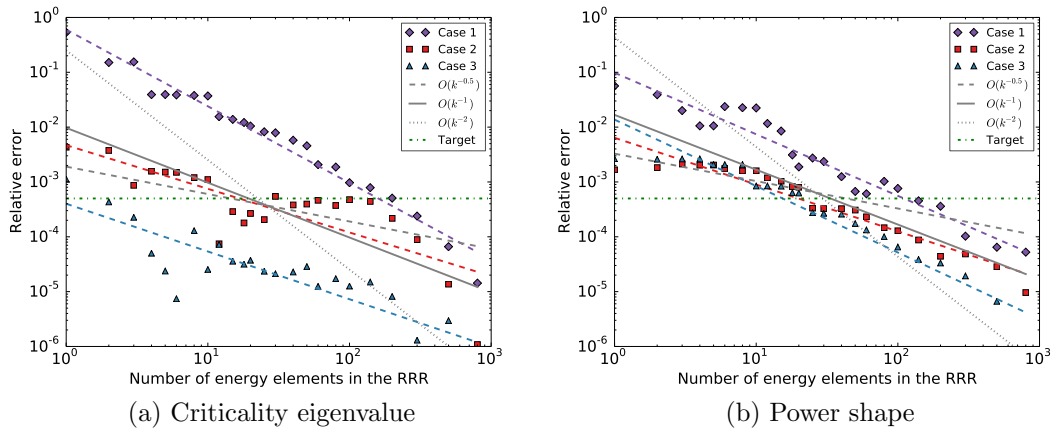 10^0
10^-1
10^-2
10^-3
10^-4
10^-5
10^-6
Relative error
10^0
10^1
10^2
10^3
Number of energy elements in the RRR
Case 1
Case 2
Case 3
O(k^-0.5)
O(k^-1)
O(k^-2)
Target
(a) Criticality eigenvalue
10^0
10^-1
10^-2
10^-3
10^-4
10^-5
10^-6
Relative error
10^0
10^1
10^2
10^3
Number of energy elements in the RRR
Case 1
Case 2
Case 3
O(k^-0.5)
O(k^-1)
O(k^-2)
Target
(b) Power shape